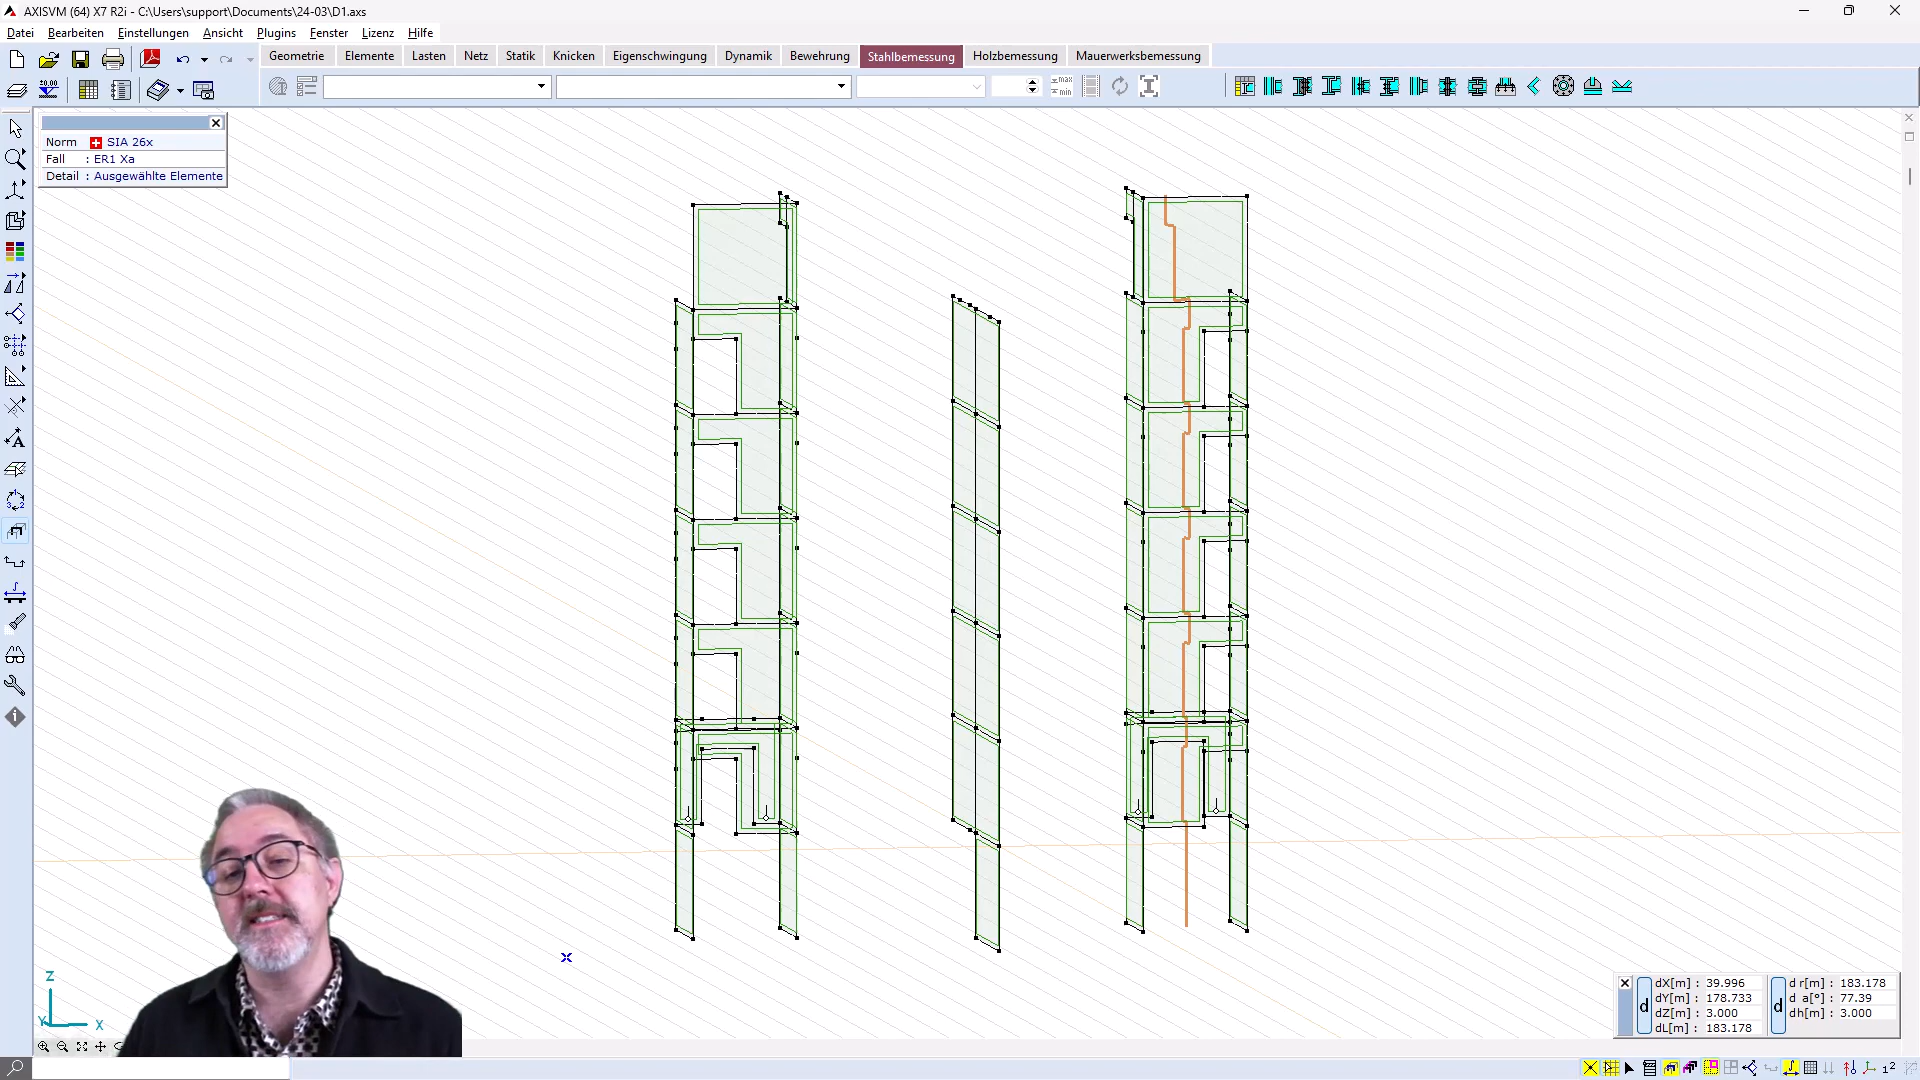 AXISVM (64) X7 R2i - C:\Users\support\Documents\24-03\D1.axs
Datei Bearbeiten Einstellungen Ansicht Plugins Fenster Lizenz Hilfe
Geometrie Elemente Lasten Netz Statik Knicken Eigenschwingung Dynamik Bewehrung Stahlbemessung Holzbemessung Mauerwerksbemessung
max
min
Norm SIA 26x
Fall : ER1 Xa
Detail : Ausgewählte Elemente
Z
Y X
dX[m] : 39.996
dY[m] : 178.733
dZ[m] : 3.000
dL[m] : 183.178
d
d r[m] : 183.178
d a[°] : 77.39
dh[m] : 3.000
d